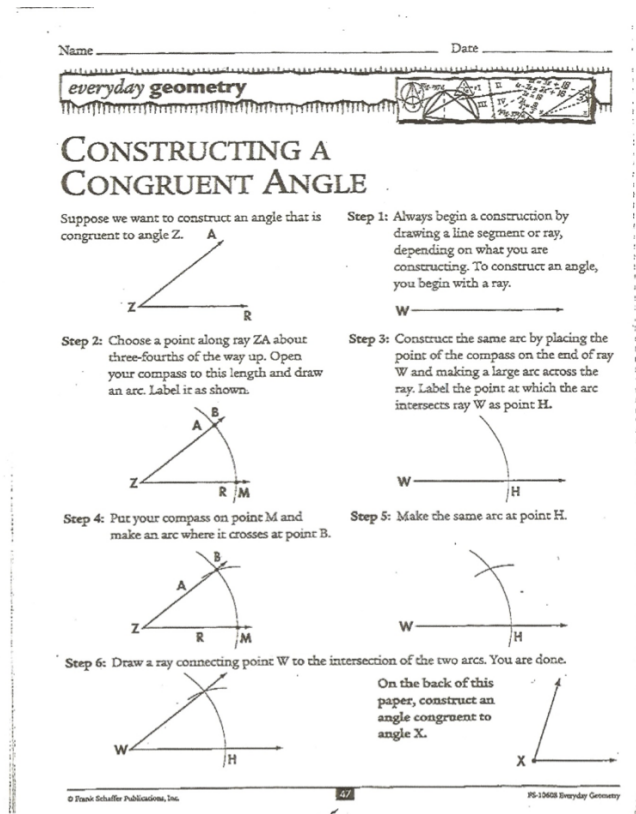 Name
Date
everyday geometry
CONSTRUCTING A
CONGRUENT ANGLE
Suppose we want to construct an angle that is
congruent to angle Z.
A
Z
R
Step 1: Always begin a construction by
drawing a line segment or ray,
depending on what you are
constructing. To construct an angle,
you begin with a ray.
W
Step 2: Choose a point along ray ZA about
three-fourths of the way up. Open
your compass to this length and draw
an arc. Label it as shown.
B
A
Z
R M
Step 3: Construct the same arc by placing the
point of the compass on the end of ray
W and making a large arc across the
ray. Label the point at which the arc
intersects ray W as point H.
W
H
Step 4: Put your compass on point M and
make an arc where it crosses at point B.
B
A
Z
R M
Step 5: Make the same arc at point H.
W
H
Step 6: Draw a ray connecting point W to the intersection of the two arcs. You are done.
W
H
On the back of this
paper, construct an
angle congruent to
angle X.
X
© Frank Schaffer Publications, Inc.
47
FS-10608 Everyday Geometry